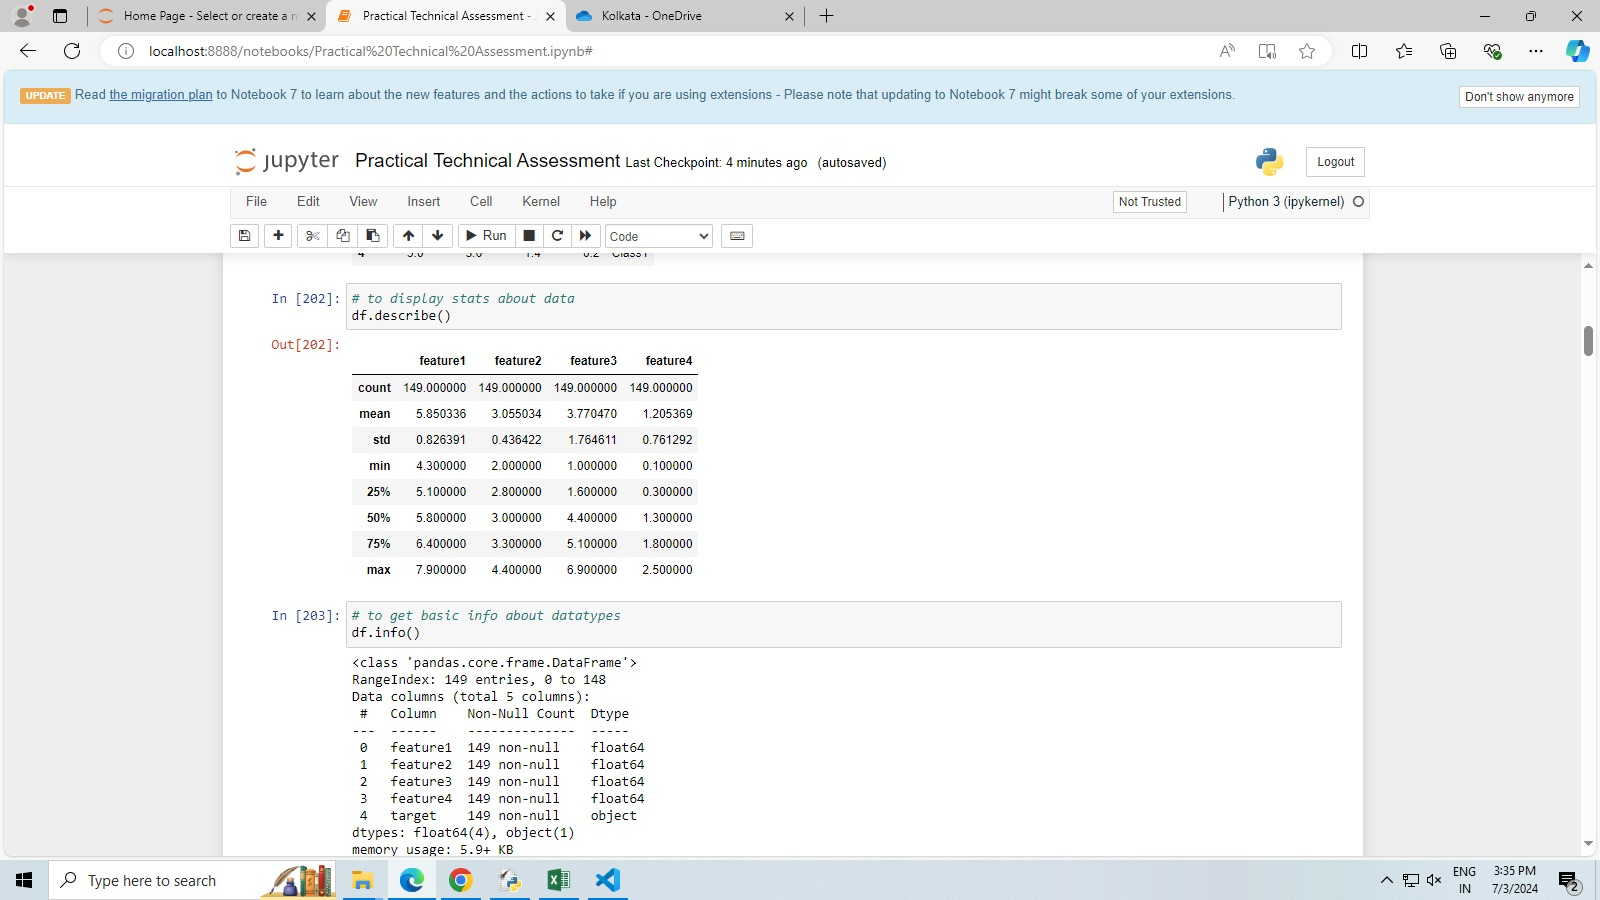 Home Page - Select or create a n
Practical Technical Assessment -
Kolkata - OneDrive
localhost:8888/notebooks/Practical%20Technical%20Assessment.ipynb#
UPDATE Read the migration plan to Notebook 7 to learn about the new features and the actions to take if you are using extensions - Please note that updating to Notebook 7 might break some of your extensions.
Don't show anymore
jupyter Practical Technical Assessment Last Checkpoint: 4 minutes ago (autosaved)
Logout
File Edit View Insert Cell Kernel Help
Not Trusted
Python 3 (ipykernel)
Run
Code
4 5.0 3.6 1.4 0.2 Class1
In [202]: # to display stats about data
df.describe()
Out[202]:
feature1 feature2 feature3 feature4
count 149.000000 149.000000 149.000000 149.000000
mean 5.850336 3.055034 3.770470 1.205369
std 0.826391 0.436422 1.764611 0.761292
min 4.300000 2.000000 1.000000 0.100000
25% 5.100000 2.800000 1.600000 0.300000
50% 5.800000 3.000000 4.400000 1.300000
75% 6.400000 3.300000 5.100000 1.800000
max 7.900000 4.400000 6.900000 2.500000
In [203]: # to get basic info about datatypes
df.info()
<class 'pandas.core.frame.DataFrame'>
RangeIndex: 149 entries, 0 to 148
Data columns (total 5 columns):
# Column Non-Null Count Dtype
--- ------ -------------- -----
0 feature1 149 non-null float64
1 feature2 149 non-null float64
2 feature3 149 non-null float64
3 feature4 149 non-null float64
4 target 149 non-null object
dtypes: float64(4), object(1)
memory usage: 5.9+ KB
Type here to search
ENG
IN
3:35 PM
7/3/2024
2